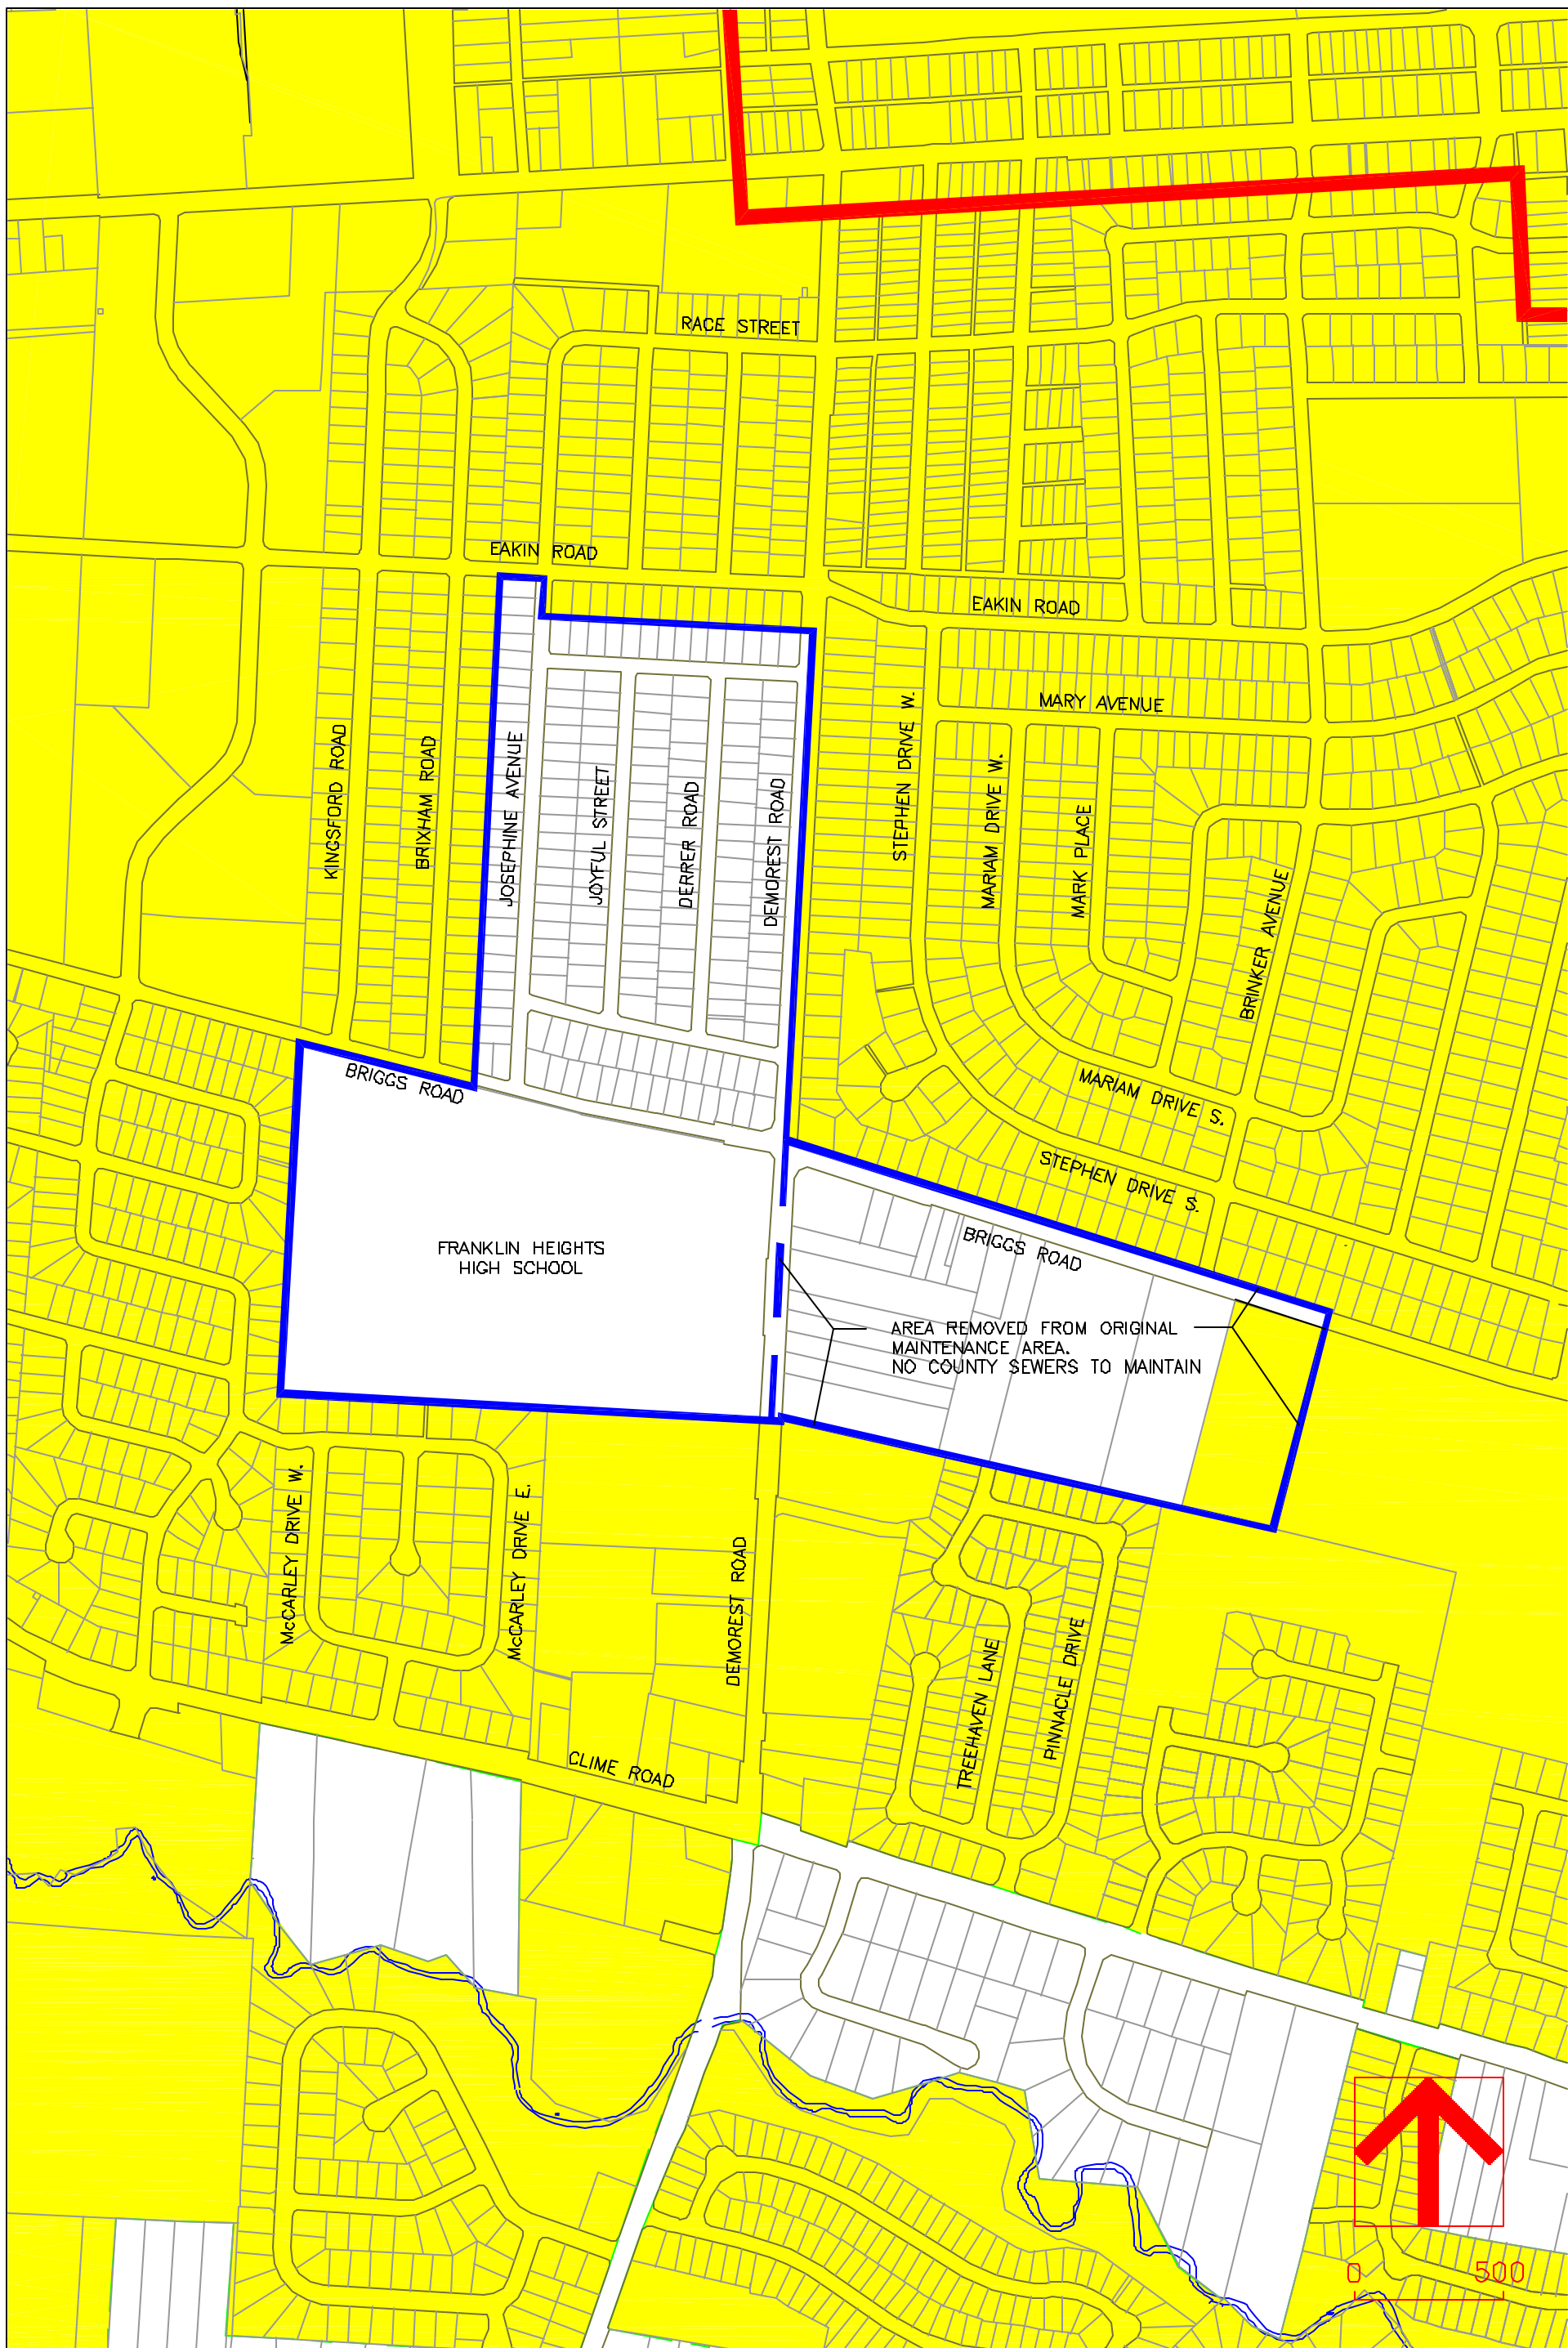 RACE STREET
EAKIN ROAD
EAKIN ROAD
MARY AVENUE
KINGSFORD ROAD
BRIXHAM ROAD
JOSEPHINE AVENUE
JOYFUL STREET
DERRER ROAD
DEMOREST ROAD
STEPHEN DRIVE W.
MARIAM DRIVE W.
MARK PLACE
BRINKER AVENUE
BRIGGS ROAD
MARIAM DRIVE S.
STEPHEN DRIVE S.
BRIGGS ROAD
FRANKLIN HEIGHTS
HIGH SCHOOL
AREA REMOVED FROM ORIGINAL
MAINTENANCE AREA.
NO COUNTY SEWERS TO MAINTAIN
McCARLEY DRIVE W.
McCARLEY DRIVE E.
DEMOREST ROAD
TREEHAVEN LANE
PINNACLE DRIVE
CLIME ROAD
0 500